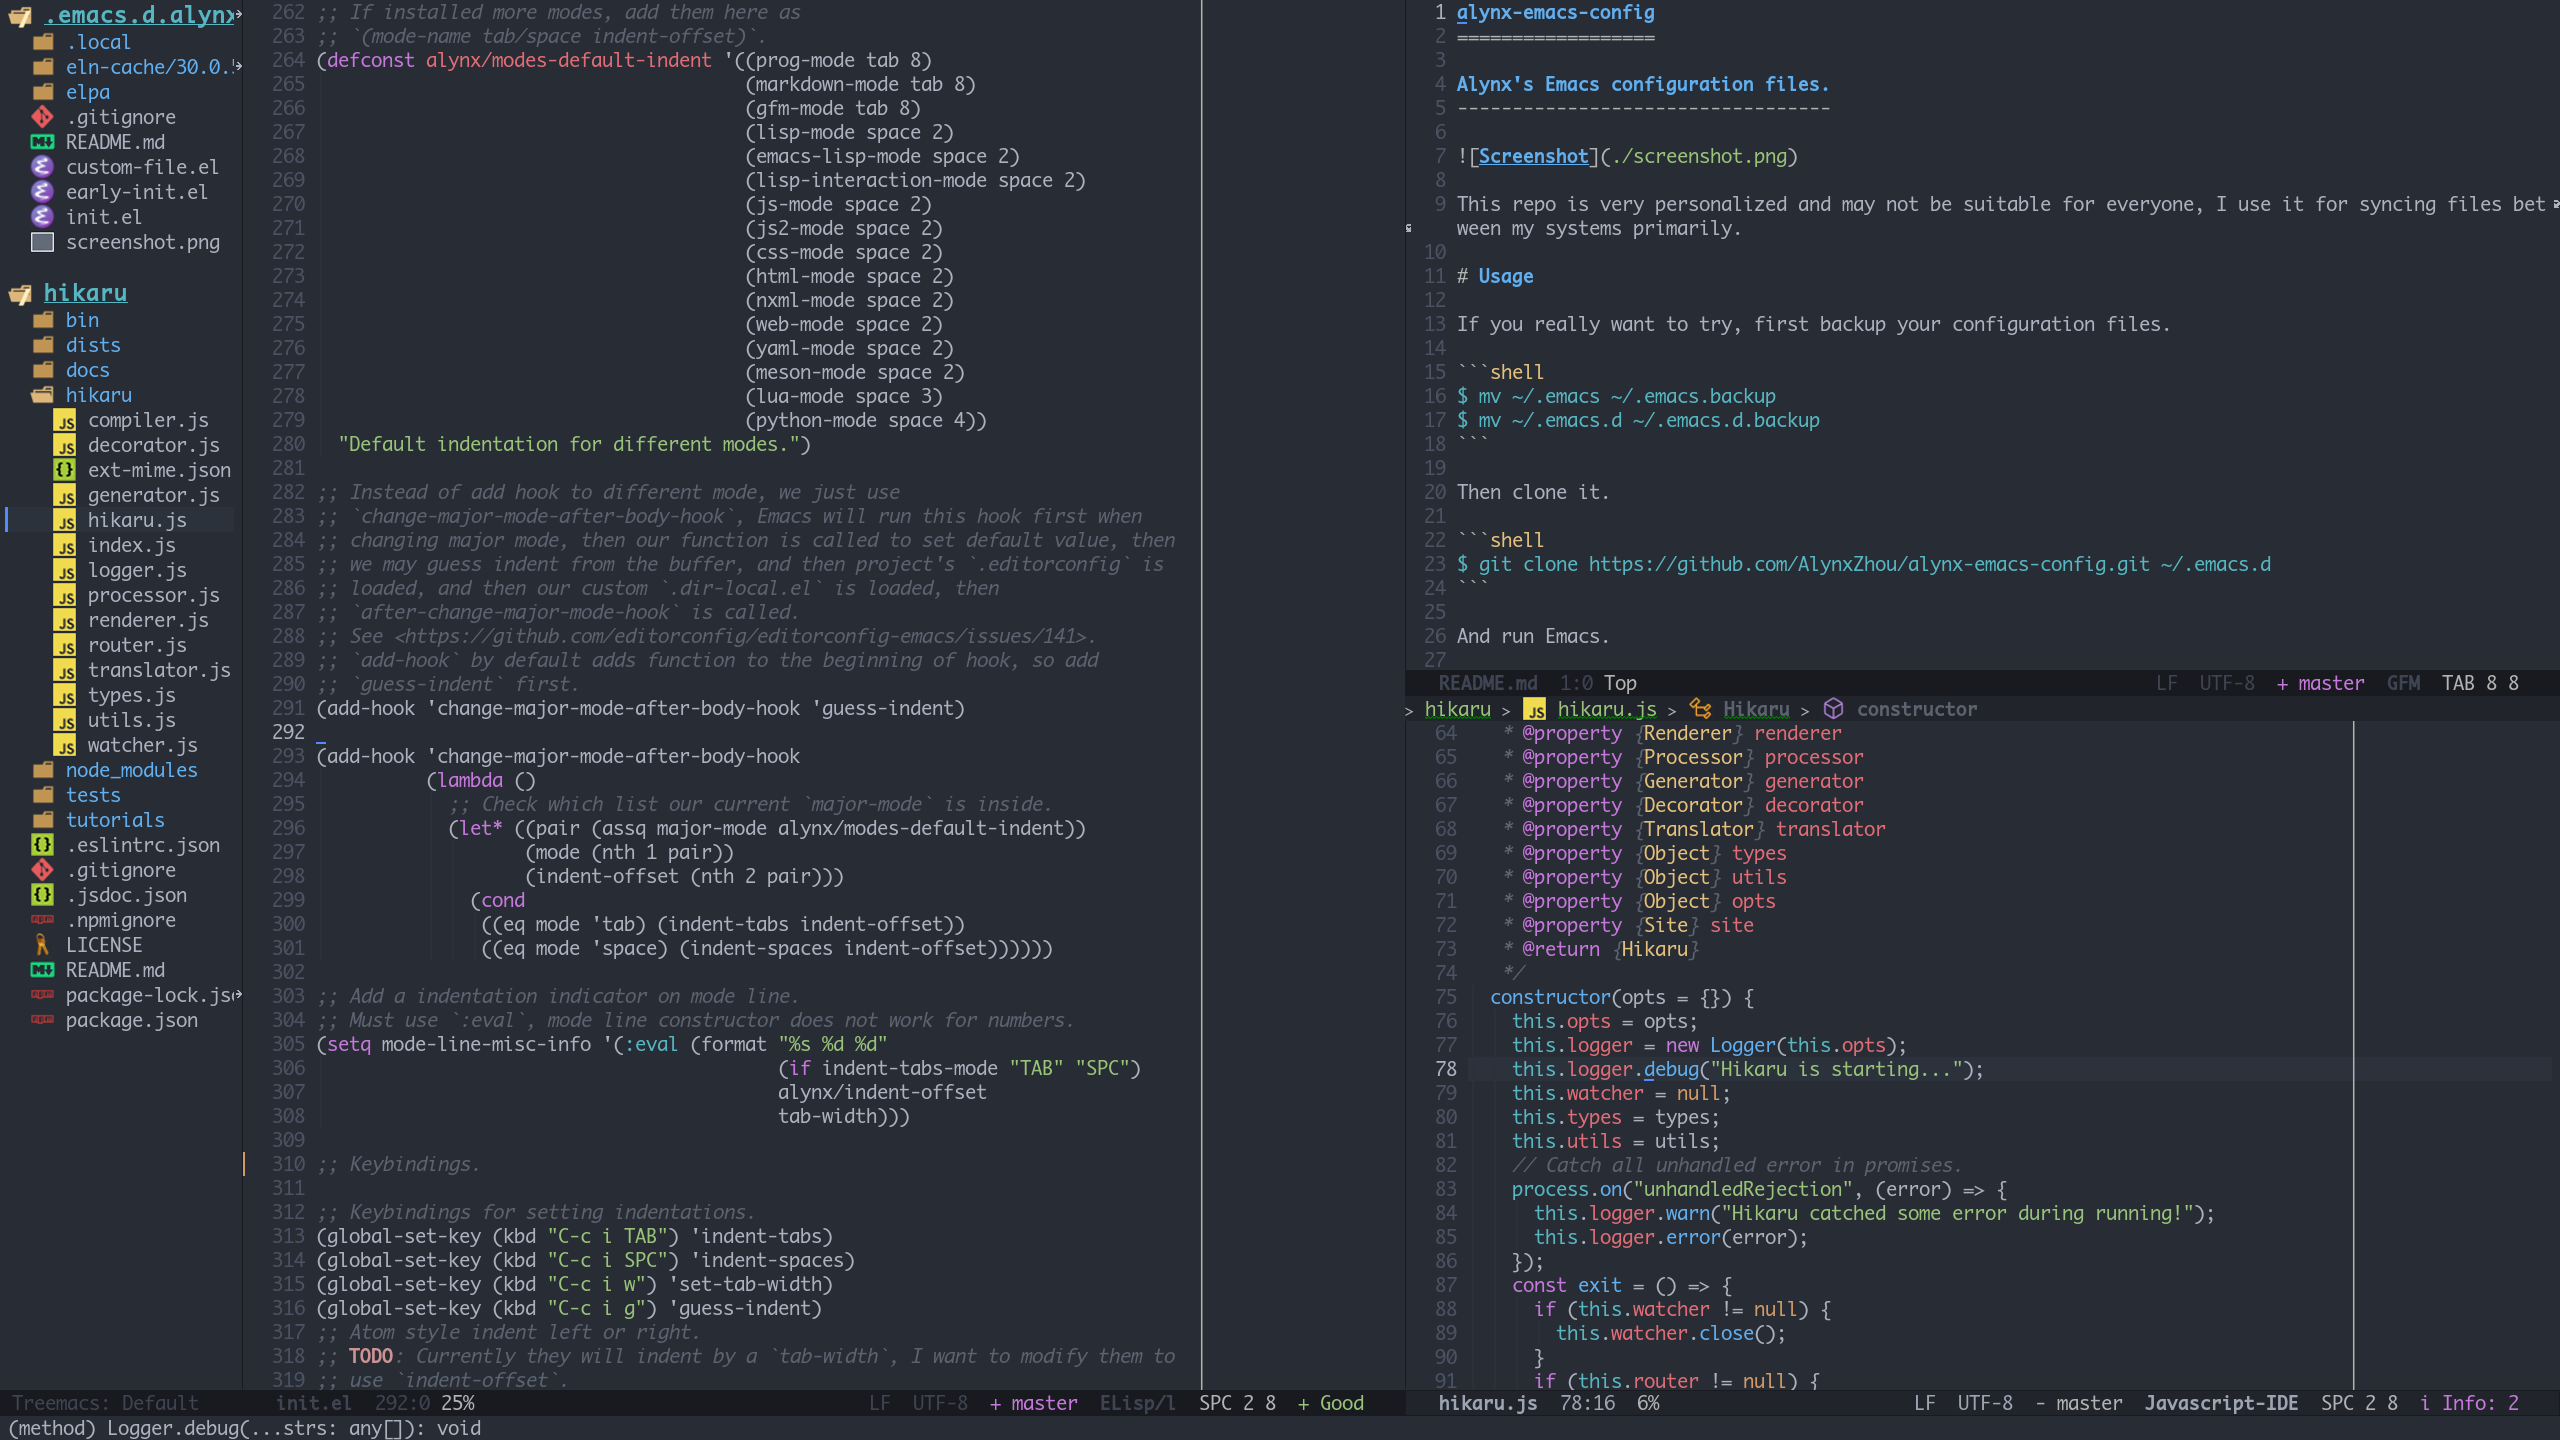 .emacs.d.alynx
.local
eln-cache/30.0.
elpa
.gitignore
README.md
custom-file.el
early-init.el
init.el
screenshot.png
hikaru
bin
dists
docs
hikaru
compiler.js
decorator.js
ext-mime.json
generator.js
hikaru.js
index.js
logger.js
processor.js
renderer.js
router.js
translator.js
types.js
utils.js
watcher.js
node_modules
tests
tutorials
.eslintrc.json
.gitignore
.jsdoc.json
.npmignore
LICENSE
README.md
package-lock.js
package.json
Treemacs: Default
262 ;; If installed more modes, add them here as
263 ;; `(mode-name tab/space indent-offset)`.
264 (defconst alynx/modes-default-indent '((prog-mode tab 8)
265 (markdown-mode tab 8)
266 (gfm-mode tab 8)
267 (lisp-mode space 2)
268 (emacs-lisp-mode space 2)
269 (lisp-interaction-mode space 2)
270 (js-mode space 2)
271 (js2-mode space 2)
272 (css-mode space 2)
273 (html-mode space 2)
274 (nxml-mode space 2)
275 (web-mode space 2)
276 (yaml-mode space 2)
277 (meson-mode space 2)
278 (lua-mode space 3)
279 (python-mode space 4))
280 "Default indentation for different modes.")
281
282 ;; Instead of add hook to different mode, we just use
283 ;; `change-major-mode-after-body-hook`, Emacs will run this hook first when
284 ;; changing major mode, then our function is called to set default value, then
285 ;; we may guess indent from the buffer, and then project's `.editorconfig` is
286 ;; loaded, and then our custom `.dir-local.el` is loaded, then
287 ;; `after-change-major-mode-hook` is called.
288 ;; See <https://github.com/editorconfig/editorconfig-emacs/issues/141>.
289 ;; `add-hook` by default adds function to the beginning of hook, so add
290 ;; `guess-indent` first.
291 (add-hook 'change-major-mode-after-body-hook 'guess-indent)
292
293 (add-hook 'change-major-mode-after-body-hook
294 (lambda ()
295 ;; Check which list our current `major-mode` is inside.
296 (let* ((pair (assq major-mode alynx/modes-default-indent))
297 (mode (nth 1 pair))
298 (indent-offset (nth 2 pair)))
299 (cond
300 ((eq mode 'tab) (indent-tabs indent-offset))
301 ((eq mode 'space) (indent-spaces indent-offset))))))
302
303 ;; Add a indentation indicator on mode line.
304 ;; Must use `:eval`, mode line constructor does not work for numbers.
305 (setq mode-line-misc-info '(:eval (format "%s %d %d"
306 (if indent-tabs-mode "TAB" "SPC")
307 alynx/indent-offset
308 tab-width)))
309
310 ;; Keybindings.
311
312 ;; Keybindings for setting indentations.
313 (global-set-key (kbd "C-c i TAB") 'indent-tabs)
314 (global-set-key (kbd "C-c i SPC") 'indent-spaces)
315 (global-set-key (kbd "C-c i w") 'set-tab-width)
316 (global-set-key (kbd "C-c i g") 'guess-indent)
317 ;; Atom style indent left or right.
318 ;; TODO: Currently they will indent by a `tab-width`, I want to modify them to
319 ;; use `indent-offset`.
init.el 292:0 25% LF UTF-8 + master ELisp/l SPC 2 8 + Good
1 alynx-emacs-config
2 ==================
3
4 Alynx's Emacs configuration files.
5 ----------------------------------
6
7 ![Screenshot](./screenshot.png)
8
9 This repo is very personalized and may not be suitable for everyone, I use it for syncing files bet
ween my systems primarily.
10
11 # Usage
12
13 If you really want to try, first backup your configuration files.
14
15 ```shell
16 $ mv ~/.emacs ~/.emacs.backup
17 $ mv ~/.emacs.d ~/.emacs.d.backup
18 ```
19
20 Then clone it.
21
22 ```shell
23 $ git clone https://github.com/AlynxZhou/alynx-emacs-config.git ~/.emacs.d
24 ```
25
26 And run Emacs.
27
README.md 1:0 Top LF UTF-8 + master GFM TAB 8 8
> hikaru > JS hikaru.js > Hikaru > constructor
64 * @property {Renderer} renderer
65 * @property {Processor} processor
66 * @property {Generator} generator
67 * @property {Decorator} decorator
68 * @property {Translator} translator
69 * @property {Object} types
70 * @property {Object} utils
71 * @property {Object} opts
72 * @property {Site} site
73 * @return {Hikaru}
74 */
75 constructor(opts = {}) {
76 this.opts = opts;
77 this.logger = new Logger(this.opts);
78 this.logger.debug("Hikaru is starting...");
79 this.watcher = null;
80 this.types = types;
81 this.utils = utils;
82 // Catch all unhandled error in promises.
83 process.on("unhandledRejection", (error) => {
84 this.logger.warn("Hikaru catched some error during running!");
85 this.logger.error(error);
86 });
87 const exit = () => {
88 if (this.watcher != null) {
89 this.watcher.close();
90 }
91 if (this.router != null) {
hikaru.js 78:16 6% LF UTF-8 - master Javascript-IDE SPC 2 8 i Info: 2
(method) Logger.debug(...strs: any[]): void